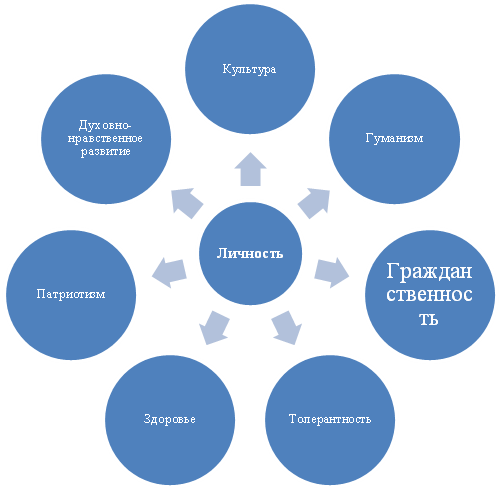 Культура
Духовно-
нравственное
развитие
Гуманизм
Личность
Граждан
ственнос
ть
Патриотизм
Здоровье
Толерантность